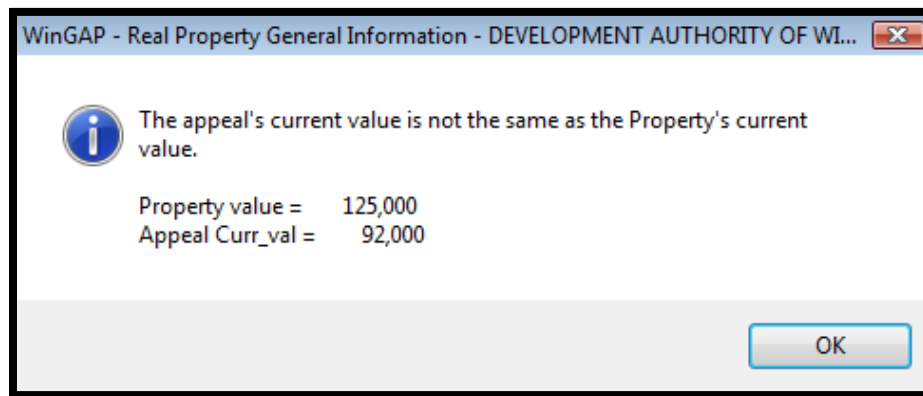 WinGAP - Real Property General Information - DEVELOPMENT AUTHORITY OF WI...
The appeal's current value is not the same as the Property's current
value.
Property value = 125,000
Appeal Curr_val = 92,000
OK